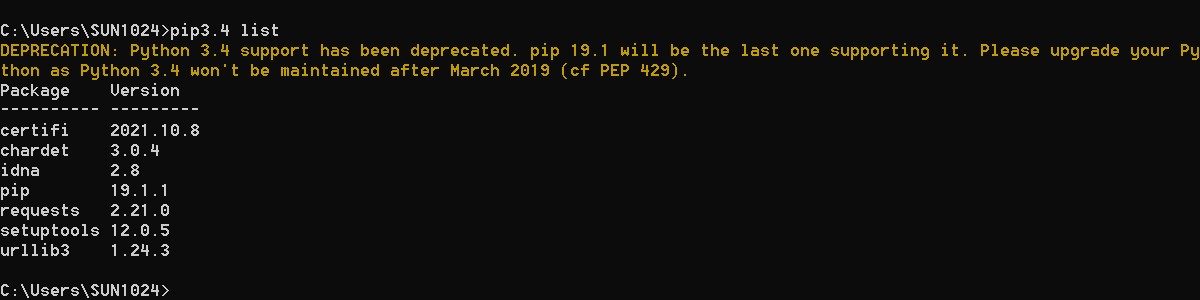 C:\Users\SUN1024>pip3.4 list
DEPRECATION: Python 3.4 support has been deprecated. pip 19.1 will be the last one supporting it. Please upgrade your Py
thon as Python 3.4 won't be maintained after March 2019 (cf PEP 429).
Package    Version
---------- ---------
certifi    2021.10.8
chardet    3.0.4
idna       2.8
pip        19.1.1
requests   2.21.0
setuptools 12.0.5
urllib3    1.24.3
C:\Users\SUN1024>